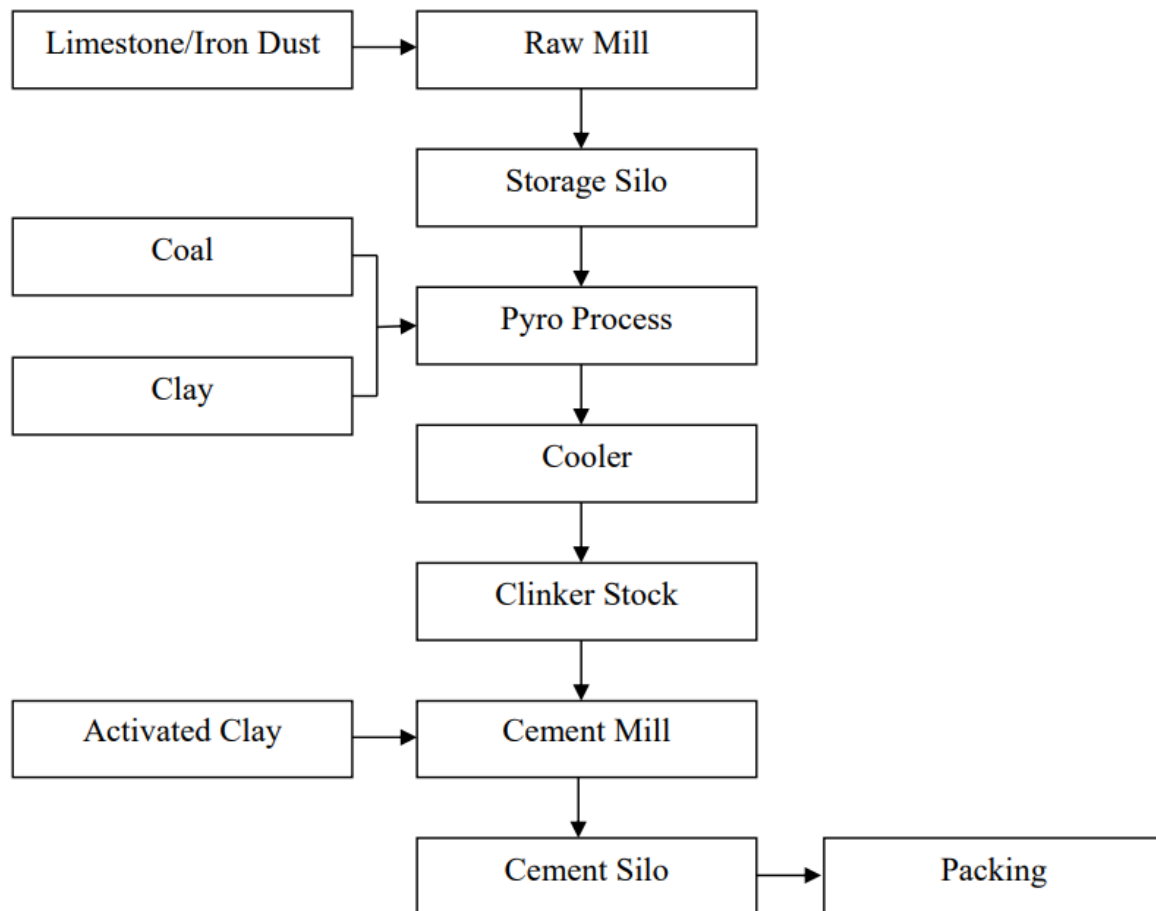 Limestone/Iron Dust
Raw Mill
Storage Silo
Coal
Pyro Process
Clay
Cooler
Clinker Stock
Activated Clay
Cement Mill
Cement Silo
Packing